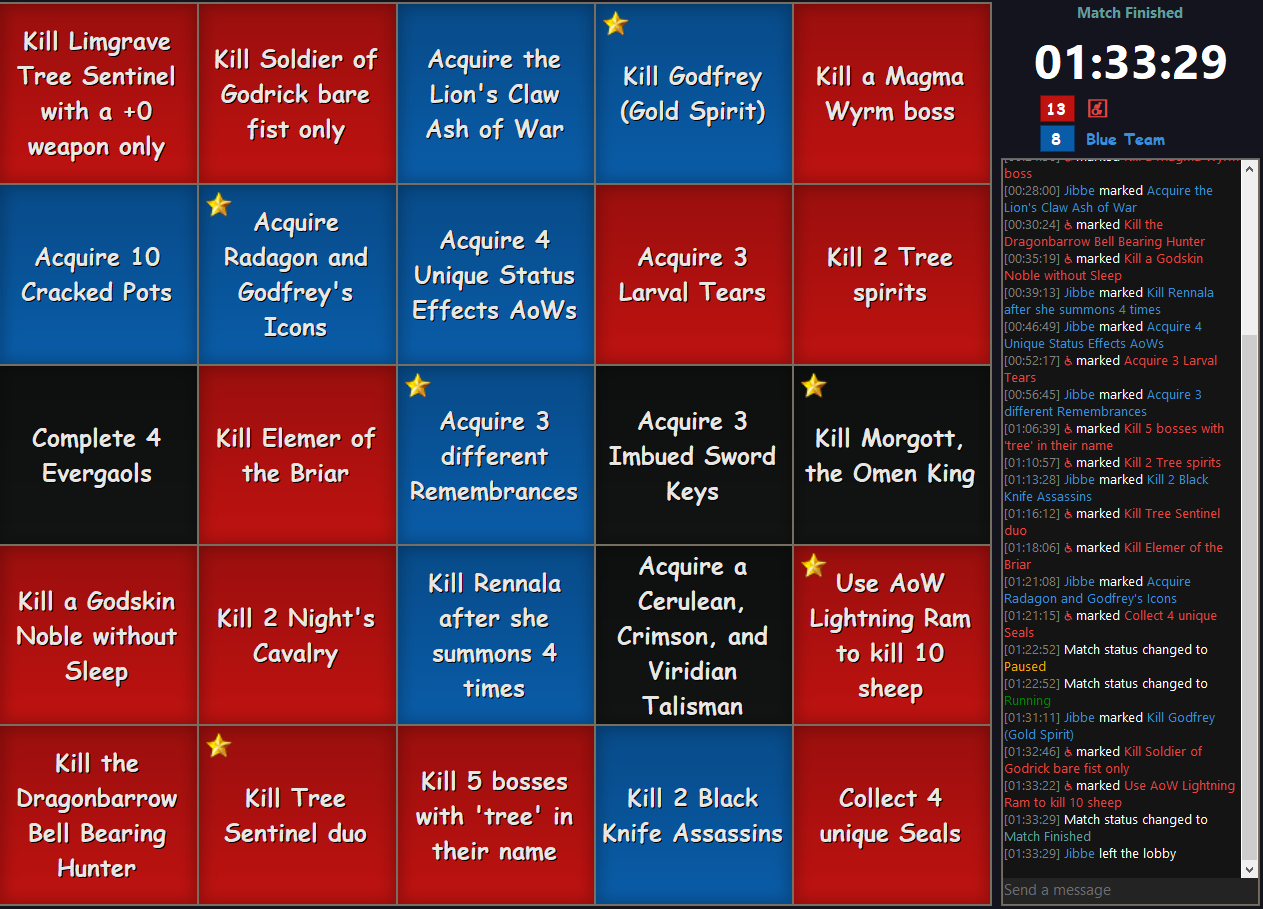 Kill Limgrave
Tree Sentinel
with a +0
weapon only
Kill Soldier of
Godrick bare
fist only
Acquire the
Lion's Claw
Ash of War
Kill Godfrey
(Gold Spirit)
Kill a Magma
Wyrm boss
Acquire 10
Cracked Pots
Acquire
Radagon and
Godfrey's
Icons
Acquire 4
Unique Status
Effects AoWs
Acquire 3
Larval Tears
Kill 2 Tree
spirits
Complete 4
Evergaols
Kill Elemer of
the Briar
Acquire 3
different
Remembrances
Acquire 3
Imbued Sword
Keys
Kill Morgott,
the Omen King
Kill a Godskin
Noble without
Sleep
Kill 2 Night's
Cavalry
Kill Rennala
after she
summons 4
times
Acquire a
Cerulean,
Crimson, and
Viridian
Talisman
Use AoW
Lightning Ram
to kill 10
sheep
Kill the
Dragonbarrow
Bell Bearing
Hunter
Kill Tree
Sentinel duo
Kill 5 bosses
with 'tree' in
their name
Kill 2 Black
Knife Assassins
Collect 4
unique Seals
Match Finished
01:33:29
13
8 Blue Team
boss
[00:28:00] Jibbe marked Acquire the
Lion's Claw Ash of War
[00:30:24] ♿ marked Kill the
Dragonbarrow Bell Bearing Hunter
[00:35:19] ♿ marked Kill a Godskin
Noble without Sleep
[00:39:13] Jibbe marked Kill Rennala
after she summons 4 times
[00:46:49] Jibbe marked Acquire 4
Unique Status Effects AoWs
[00:52:17] ♿ marked Acquire 3 Larval
Tears
[00:56:45] Jibbe marked Acquire 3
different Remembrances
[01:06:39] ♿ marked Kill 5 bosses with
'tree' in their name
[01:10:57] ♿ marked Kill 2 Tree spirits
[01:13:28] Jibbe marked Kill 2 Black
Knife Assassins
[01:16:12] ♿ marked Kill Tree Sentinel
duo
[01:18:06] ♿ marked Kill Elemer of the
Briar
[01:21:08] Jibbe marked Acquire
Radagon and Godfrey's Icons
[01:21:15] ♿ marked Collect 4 unique
Seals
[01:22:52] Match status changed to
Paused
[01:22:52] Match status changed to
Running
[01:31:11] Jibbe marked Kill Godfrey
(Gold Spirit)
[01:32:46] ♿ marked Kill Soldier of
Godrick bare fist only
[01:33:22] ♿ marked Use AoW Lightning
Ram to kill 10 sheep
[01:33:29] Match status changed to
Match Finished
[01:33:29] Jibbe left the lobby
Send a message